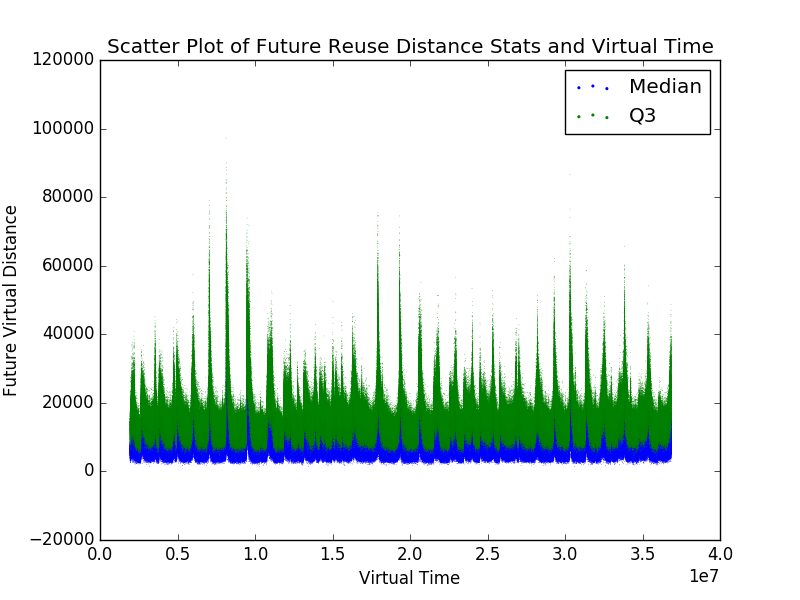 Scatter Plot of Future Reuse Distance Stats and Virtual Time
120000
100000
80000
60000
40000
20000
0
−20000
Future Virtual Distance
Median
Q3
0.0 0.5 1.0 1.5 2.0 2.5 3.0 3.5 4.0
1e7
Virtual Time